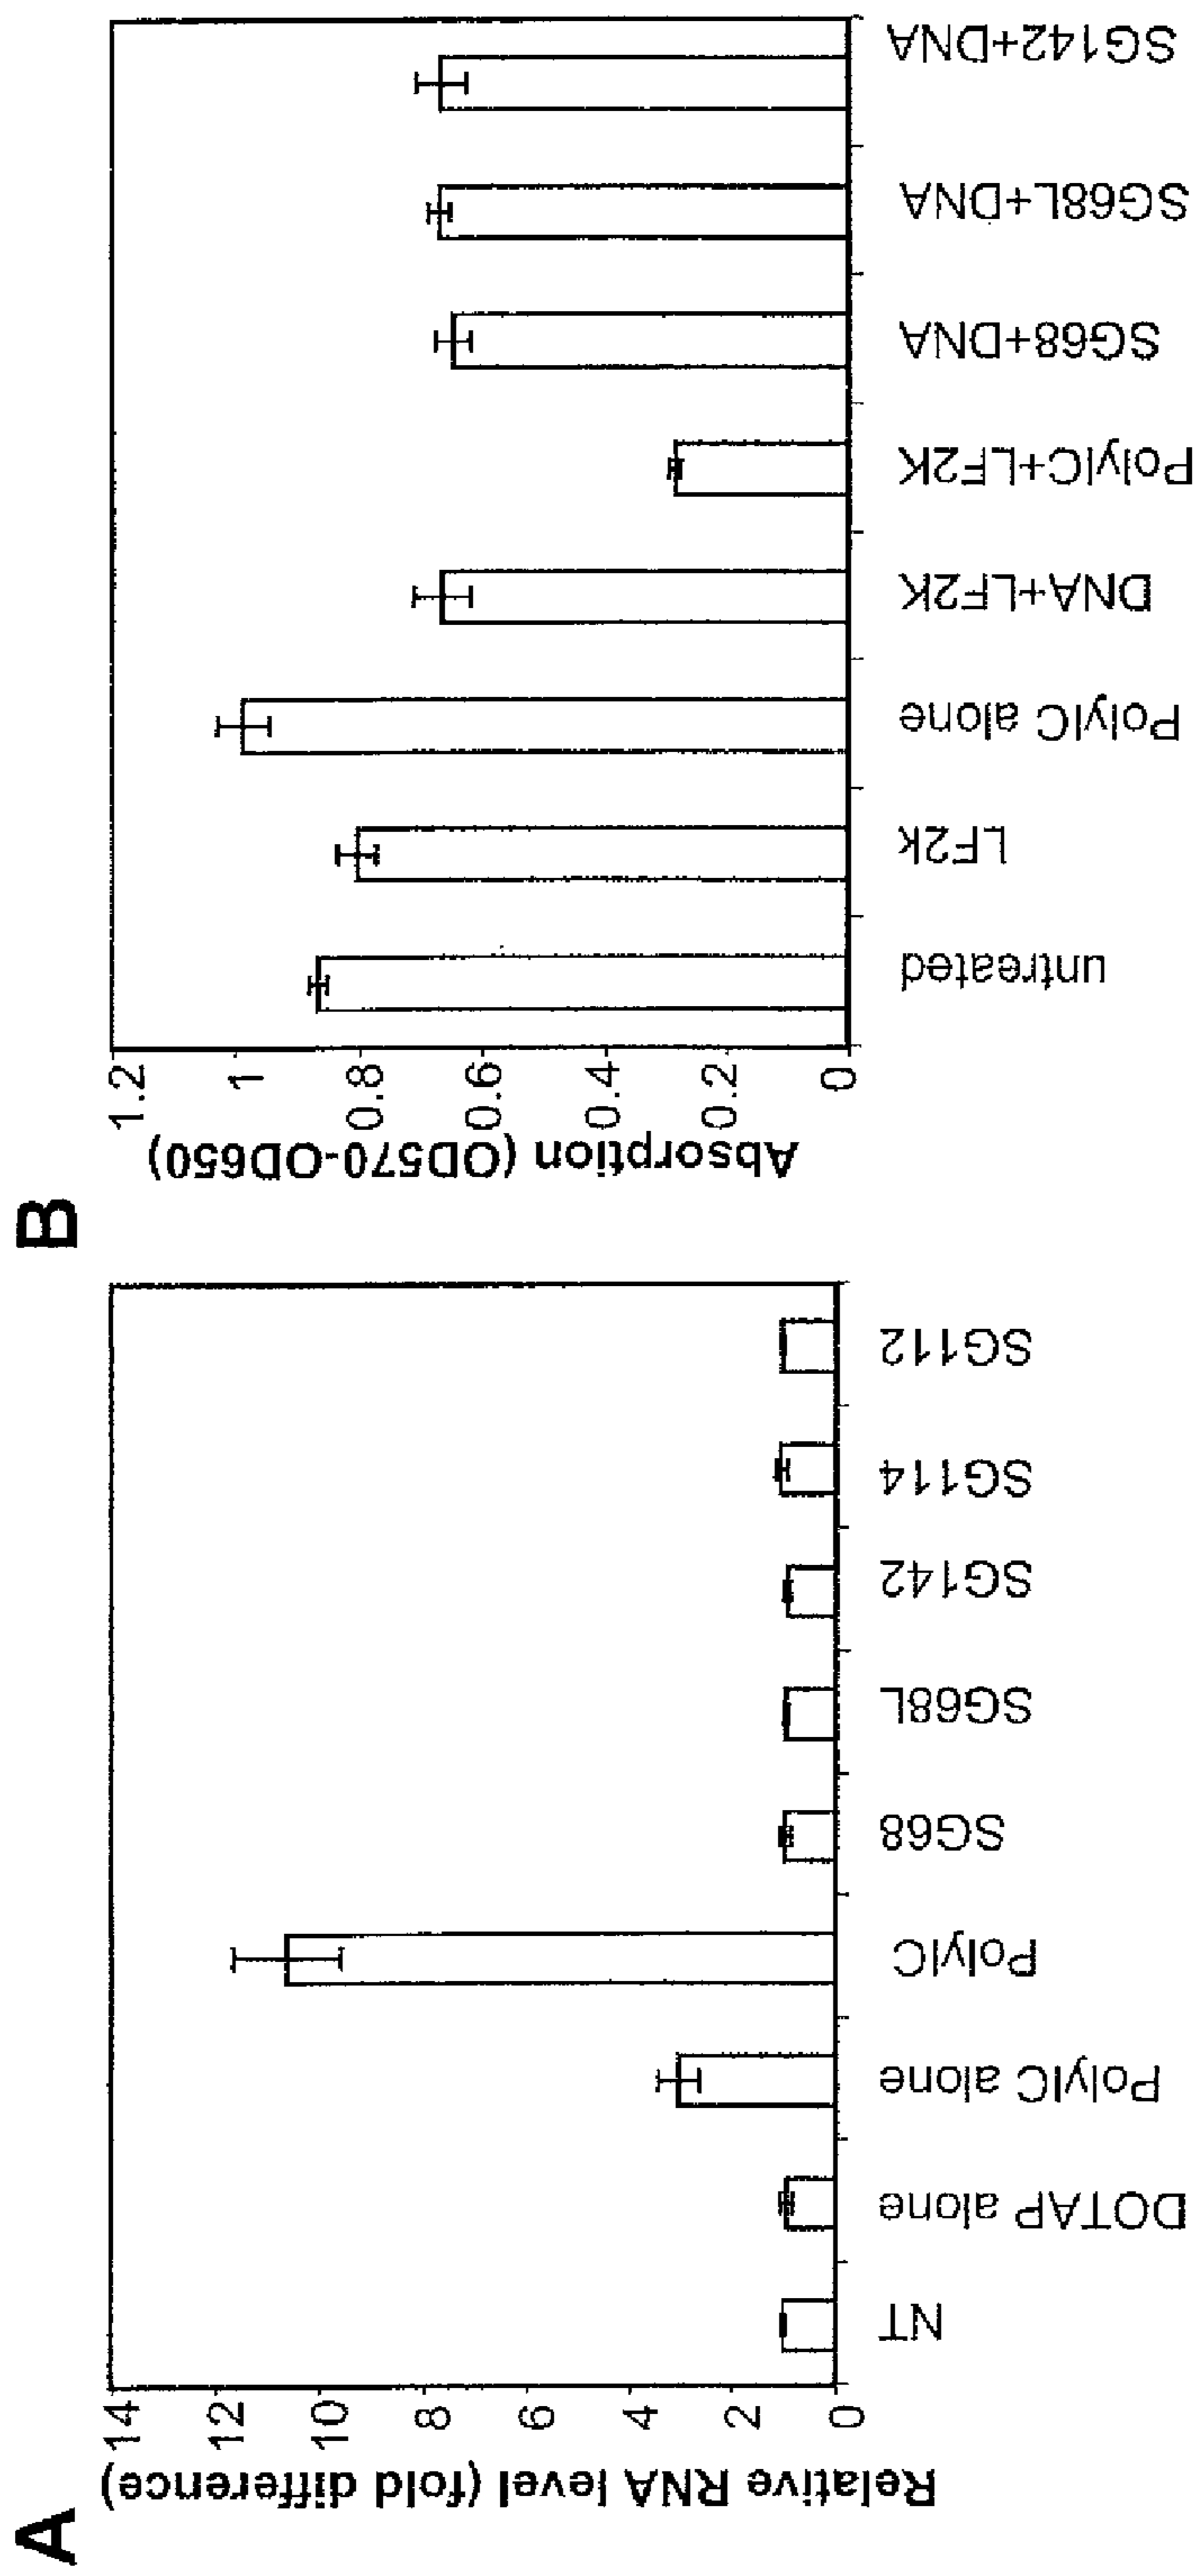 A
Relative RNA level (fold difference)
14
12
10
8
6
4
2
0
NT
DOTAP alone
PolyIC alone
PolyIC
SG68
SG68L
SG142
SG114
SG112
B
Absorption (OD570-OD650)
1.2
1
0.8
0.6
0.4
0.2
0
untreated
LF2k
PolyIC alone
DNA+LF2K
PolyIC+LF2K
SG68+DNA
SG68L+DNA
SG142+DNA